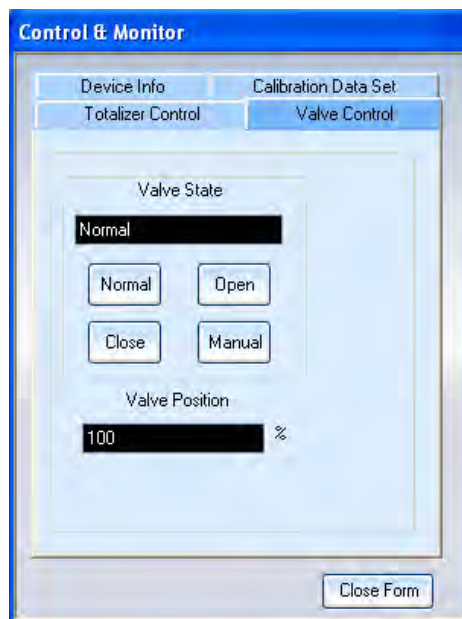 Control & Monitor
Device Info Calibration Data Set
Totalizer Control Valve Control
Valve State
Normal
Normal Open
Close Manual
Valve Position
100 %
Close Form